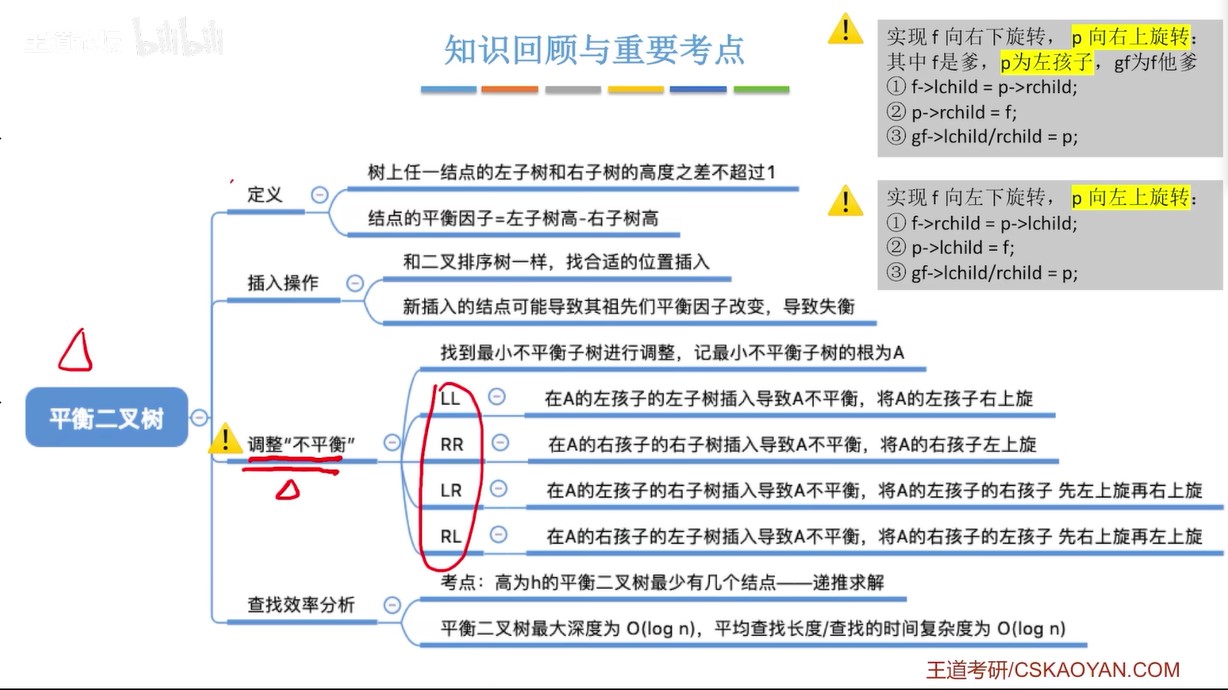 王道论坛 bilibili
知识回顾与重要考点
实现 f 向右下旋转， p 向右上旋转：
其中 f是爹，p为左孩子，gf为f他爹
① f->lchild = p->rchild;
② p->rchild = f;
③ gf->lchild/rchild = p;
实现 f 向左下旋转， p 向左上旋转：
① f->rchild = p->lchild;
② p->lchild = f;
③ gf->lchild/rchild = p;
平衡二叉树
定义
树上任一结点的左子树和右子树的高度之差不超过1
结点的平衡因子=左子树高-右子树高
插入操作
和二叉排序树一样，找合适的位置插入
新插入的结点可能导致其祖先们平衡因子改变，导致失衡
调整“不平衡”
找到最小不平衡子树进行调整，记最小不平衡子树的根为A
LL 在A的左孩子的左子树插入导致A不平衡，将A的左孩子右上旋
RR 在A的右孩子的右子树插入导致A不平衡，将A的右孩子左上旋
LR 在A的左孩子的右子树插入导致A不平衡，将A的左孩子的右孩子 先左上旋再右上旋
RL 在A的右孩子的左子树插入导致A不平衡，将A的右孩子的左孩子 先右上旋再左上旋
查找效率分析
考点：高为h的平衡二叉树最少有几个结点——递推求解
平衡二叉树最大深度为 O(log n)，平均查找长度/查找的时间复杂度为 O(log n)
王道考研/CSKAOYAN.COM